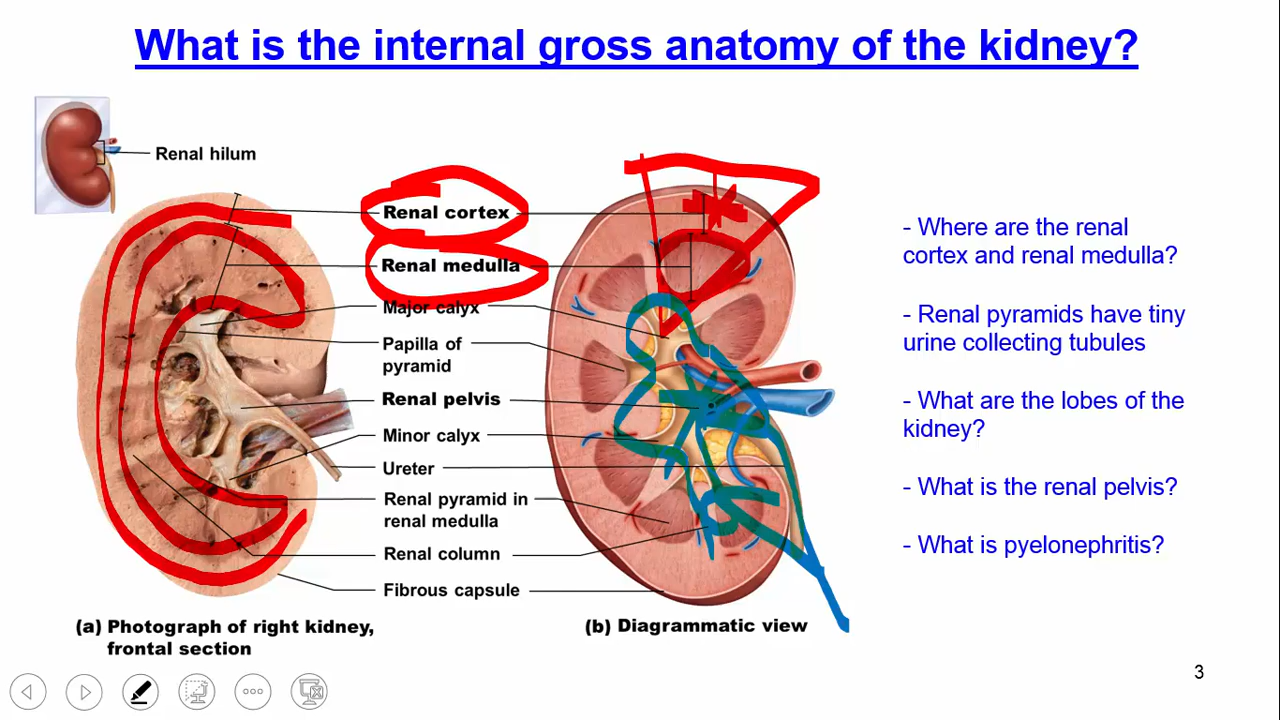 What is the internal gross anatomy of the kidney?
Renal hilum
Renal cortex
Renal medulla
Major calyx
Papilla of
pyramid
Renal pelvis
Minor calyx
Ureter
Renal pyramid in
renal medulla
Renal column
Fibrous capsule
(a) Photograph of right kidney,
frontal section
(b) Diagrammatic view
- Where are the renal
cortex and renal medulla?
- Renal pyramids have tiny
urine collecting tubules
- What are the lobes of the
kidney?
- What is the renal pelvis?
- What is pyelonephritis?
3